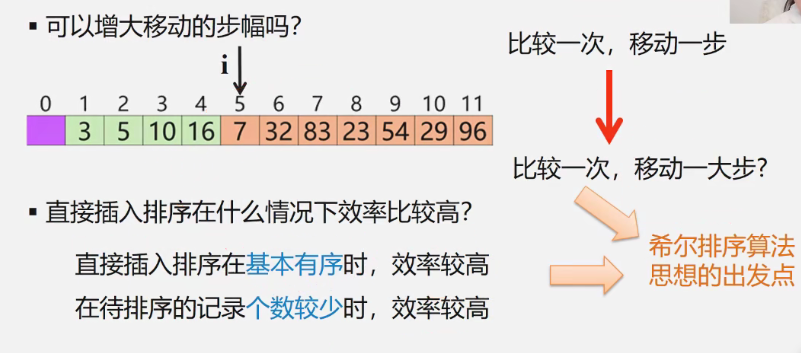 ▪ 可以增大移动的步幅吗?
i
0 1 2 3 4 5 6 7 8 9 10 11
3 5 10 16 7 32 83 23 54 29 96
比较一次，移动一步
比较一次，移动一大步?
▪ 直接插入排序在什么情况下效率比较高?
直接插入排序在基本有序时，效率较高
在待排序的记录个数较少时，效率较高
希尔排序算法
思想的出发点